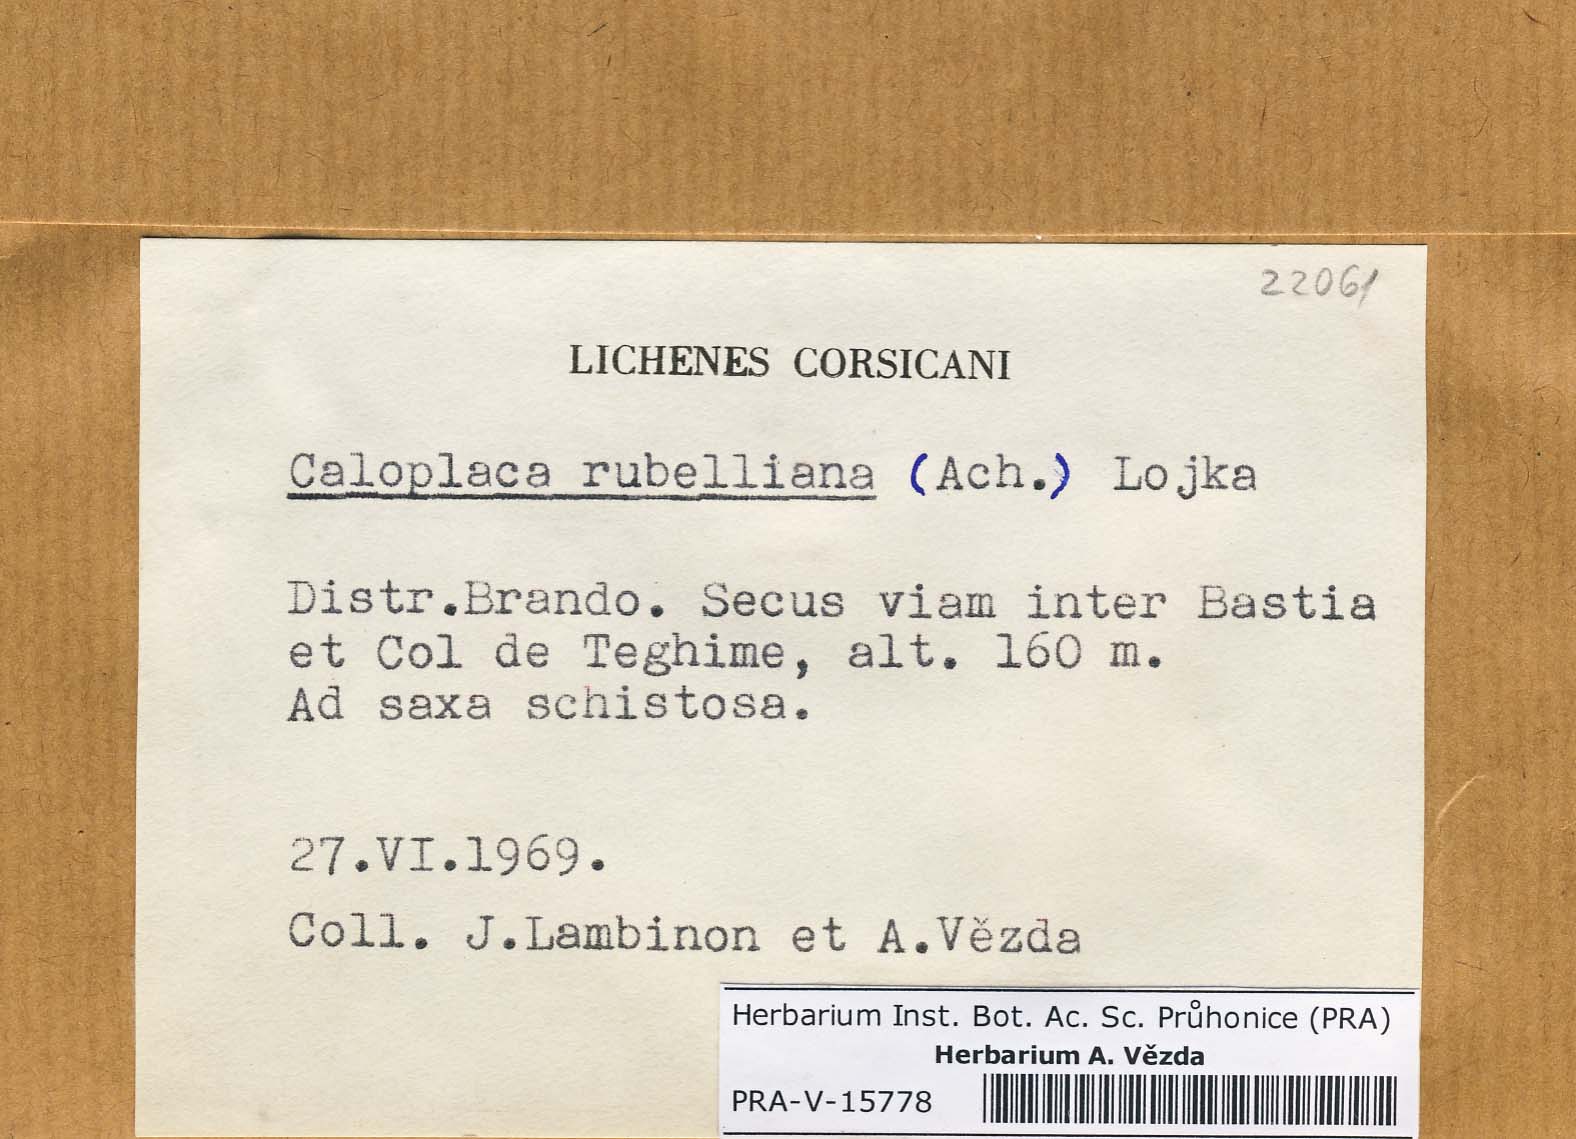 22061
LICHENES CORSICANI
Caloplaca rubelliana (Ach.) Lojka
Distr.Brando. Secus viam inter Bastia
et Col de Teghime, alt. 160 m.
Ad saxa schistosa.
27.VI.1969.
Coll. J.Lambinon et A.Vězda
Herbarium Inst. Bot. Ac. Sc. Průhonice (PRA)
Herbarium A. Vězda
PRA-V-15778